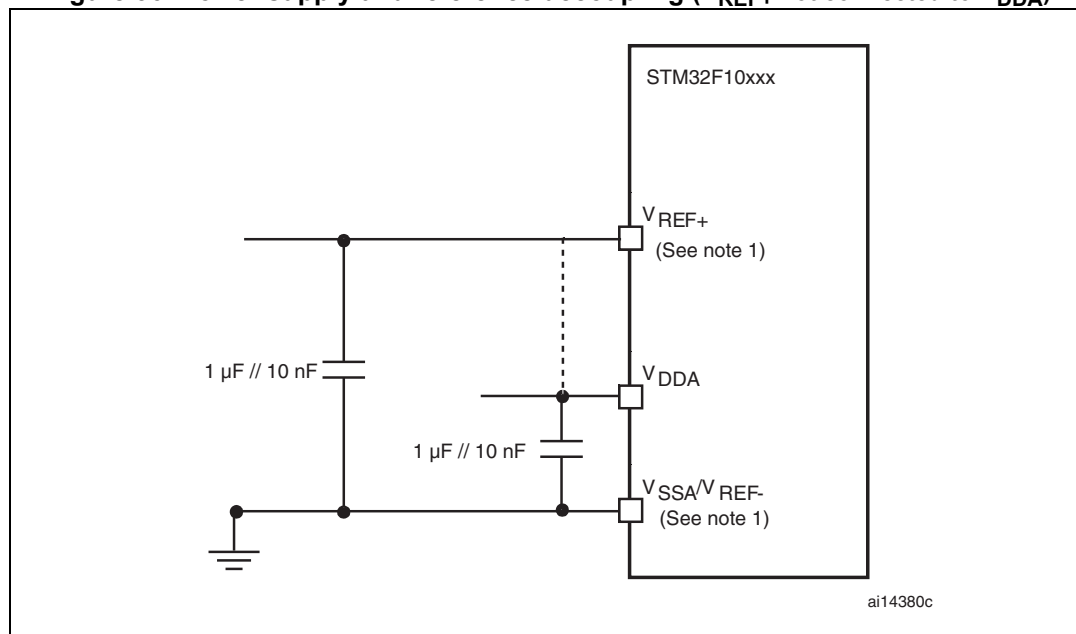 STM32F10xxx
VREF+
(See note 1)
1 µF // 10 nF
VDDA
1 µF // 10 nF
VSSA/VREF-
(See note 1)
ai14380c